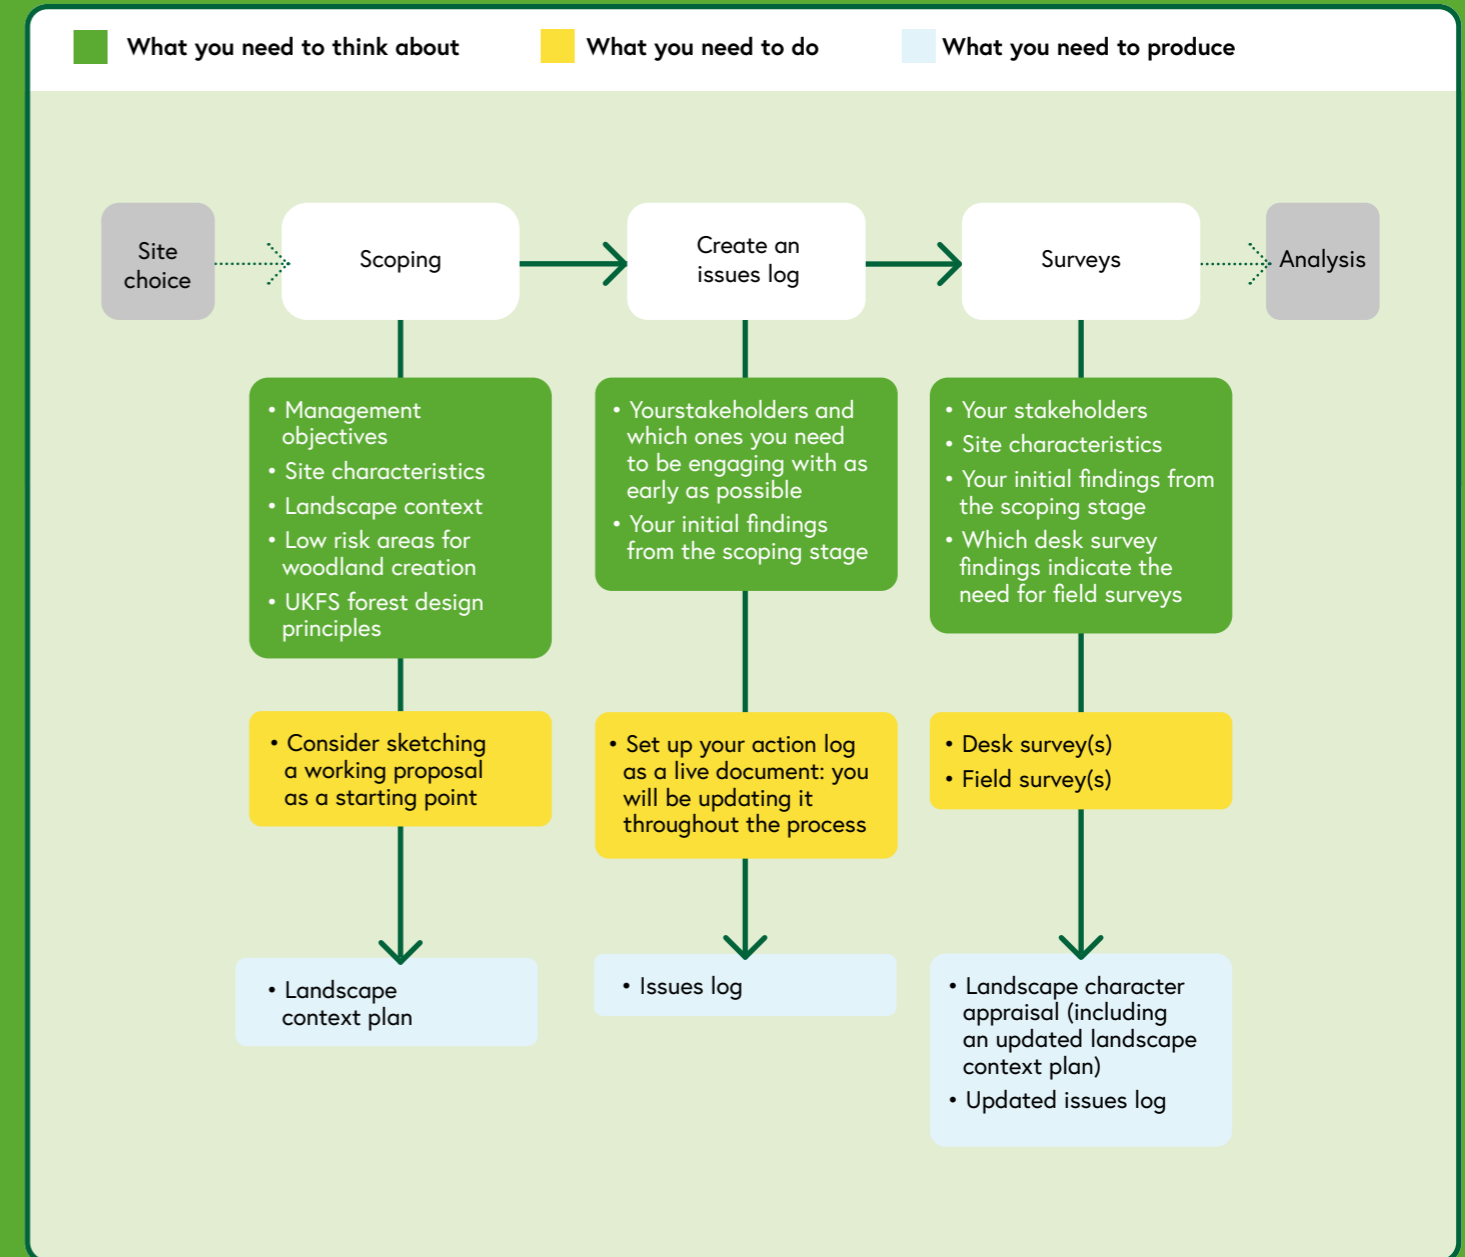 What you need to think about
What you need to do
What you need to produce
Site
choice
Scoping
Create an
issues log
Surveys
Analysis
• Management
objectives
• Site characteristics
• Landscape context
• Low risk areas for
woodland creation
• UKFS forest design
principles
• Yourstakeholders and
which ones you need
to be engaging with as
early as possible
• Your initial findings
from the scoping stage
• Your stakeholders
• Site characteristics
• Your initial findings from
the scoping stage
• Which desk survey
findings indicate the
need for field surveys
• Consider sketching
a working proposal
as a starting point
• Set up your action log
as a live document: you
will be updating it
throughout the process
• Desk survey(s)
• Field survey(s)
• Landscape
context plan
• Issues log
• Landscape character
appraisal (including
an updated landscape
context plan)
• Updated issues log